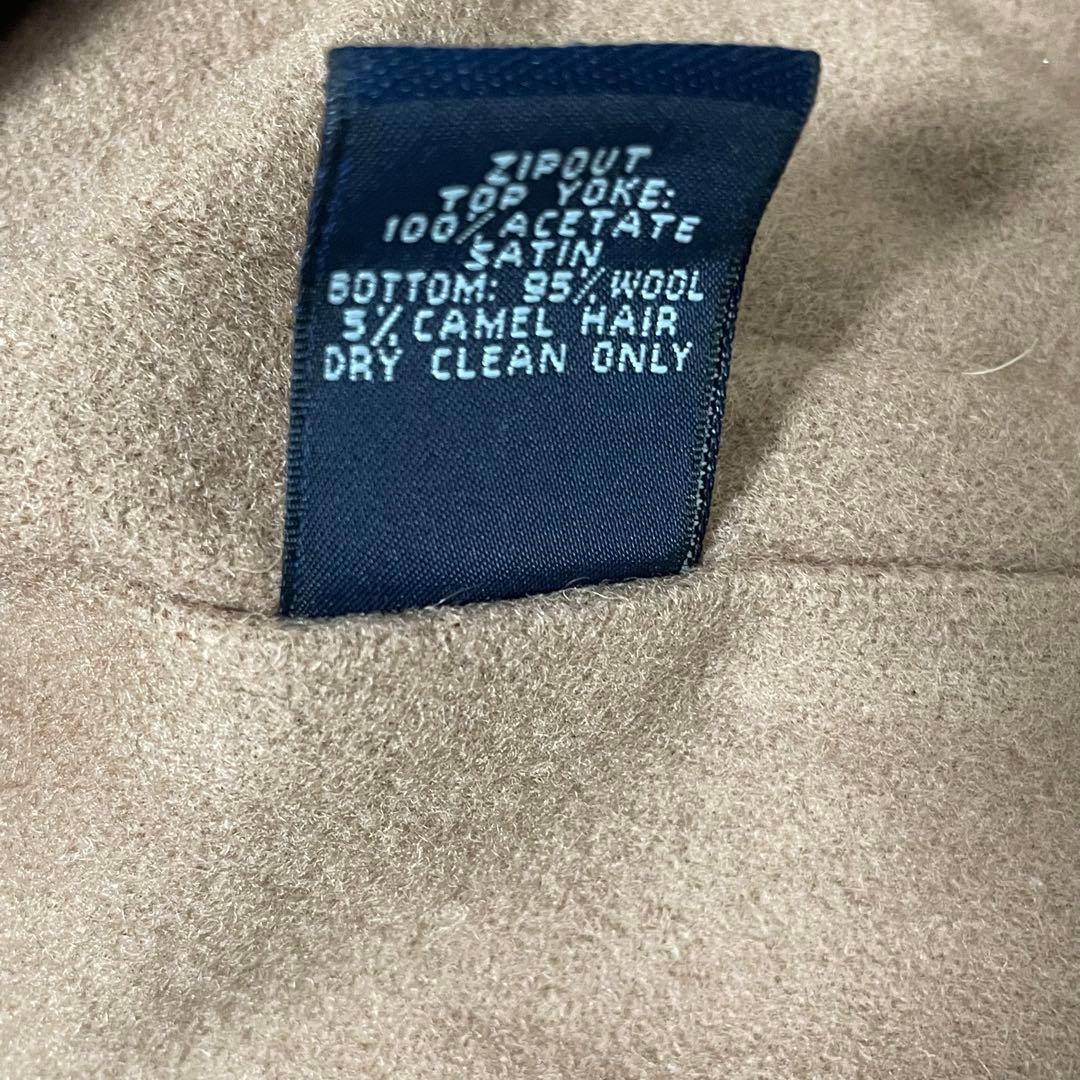 ZIPOUT
TOP YOKE:
100% ACETATE
SATIN
BOTTOM: 95% WOOL
5% CAMEL HAIR
DRY CLEAN ONLY